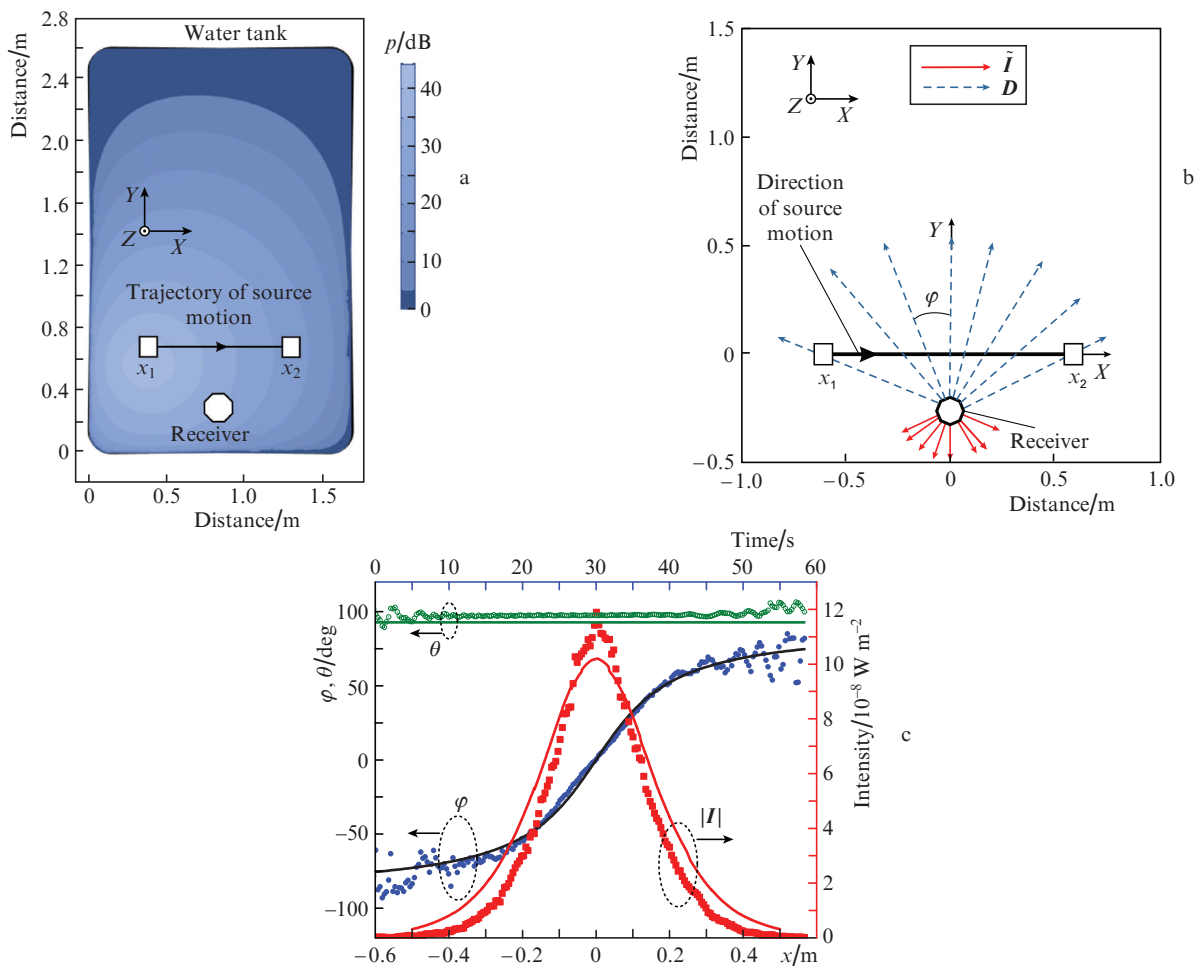 2.8
Water tank
p/dB
Distance/m
2.4
40
2.0
30
a
1.6
Y
20
Z
X
1.2
10
Trajectory of source
motion
0.8
0
x₁
x₂
0.4
Receiver
0
0
0.5
1.0
1.5
Distance/m
1.5
Ĩ
D
Y
Z
X
Distance/m
1.0
b
Direction
of source
motion
0.5
Y
φ
0
x₁
x₂
X
Receiver
−0.5
−1.0
−0.5
0
0.5
1.0
Distance/m
Time/s
0
10
20
30
40
50
60
100
12
θ
10
φ, θ/deg
50
8
Intensity/10⁻⁸ W m⁻²
c
0
6
φ
|I|
−50
4
2
−100
0
−0.6
−0.4
−0.2
0
0.2
0.4
x/m